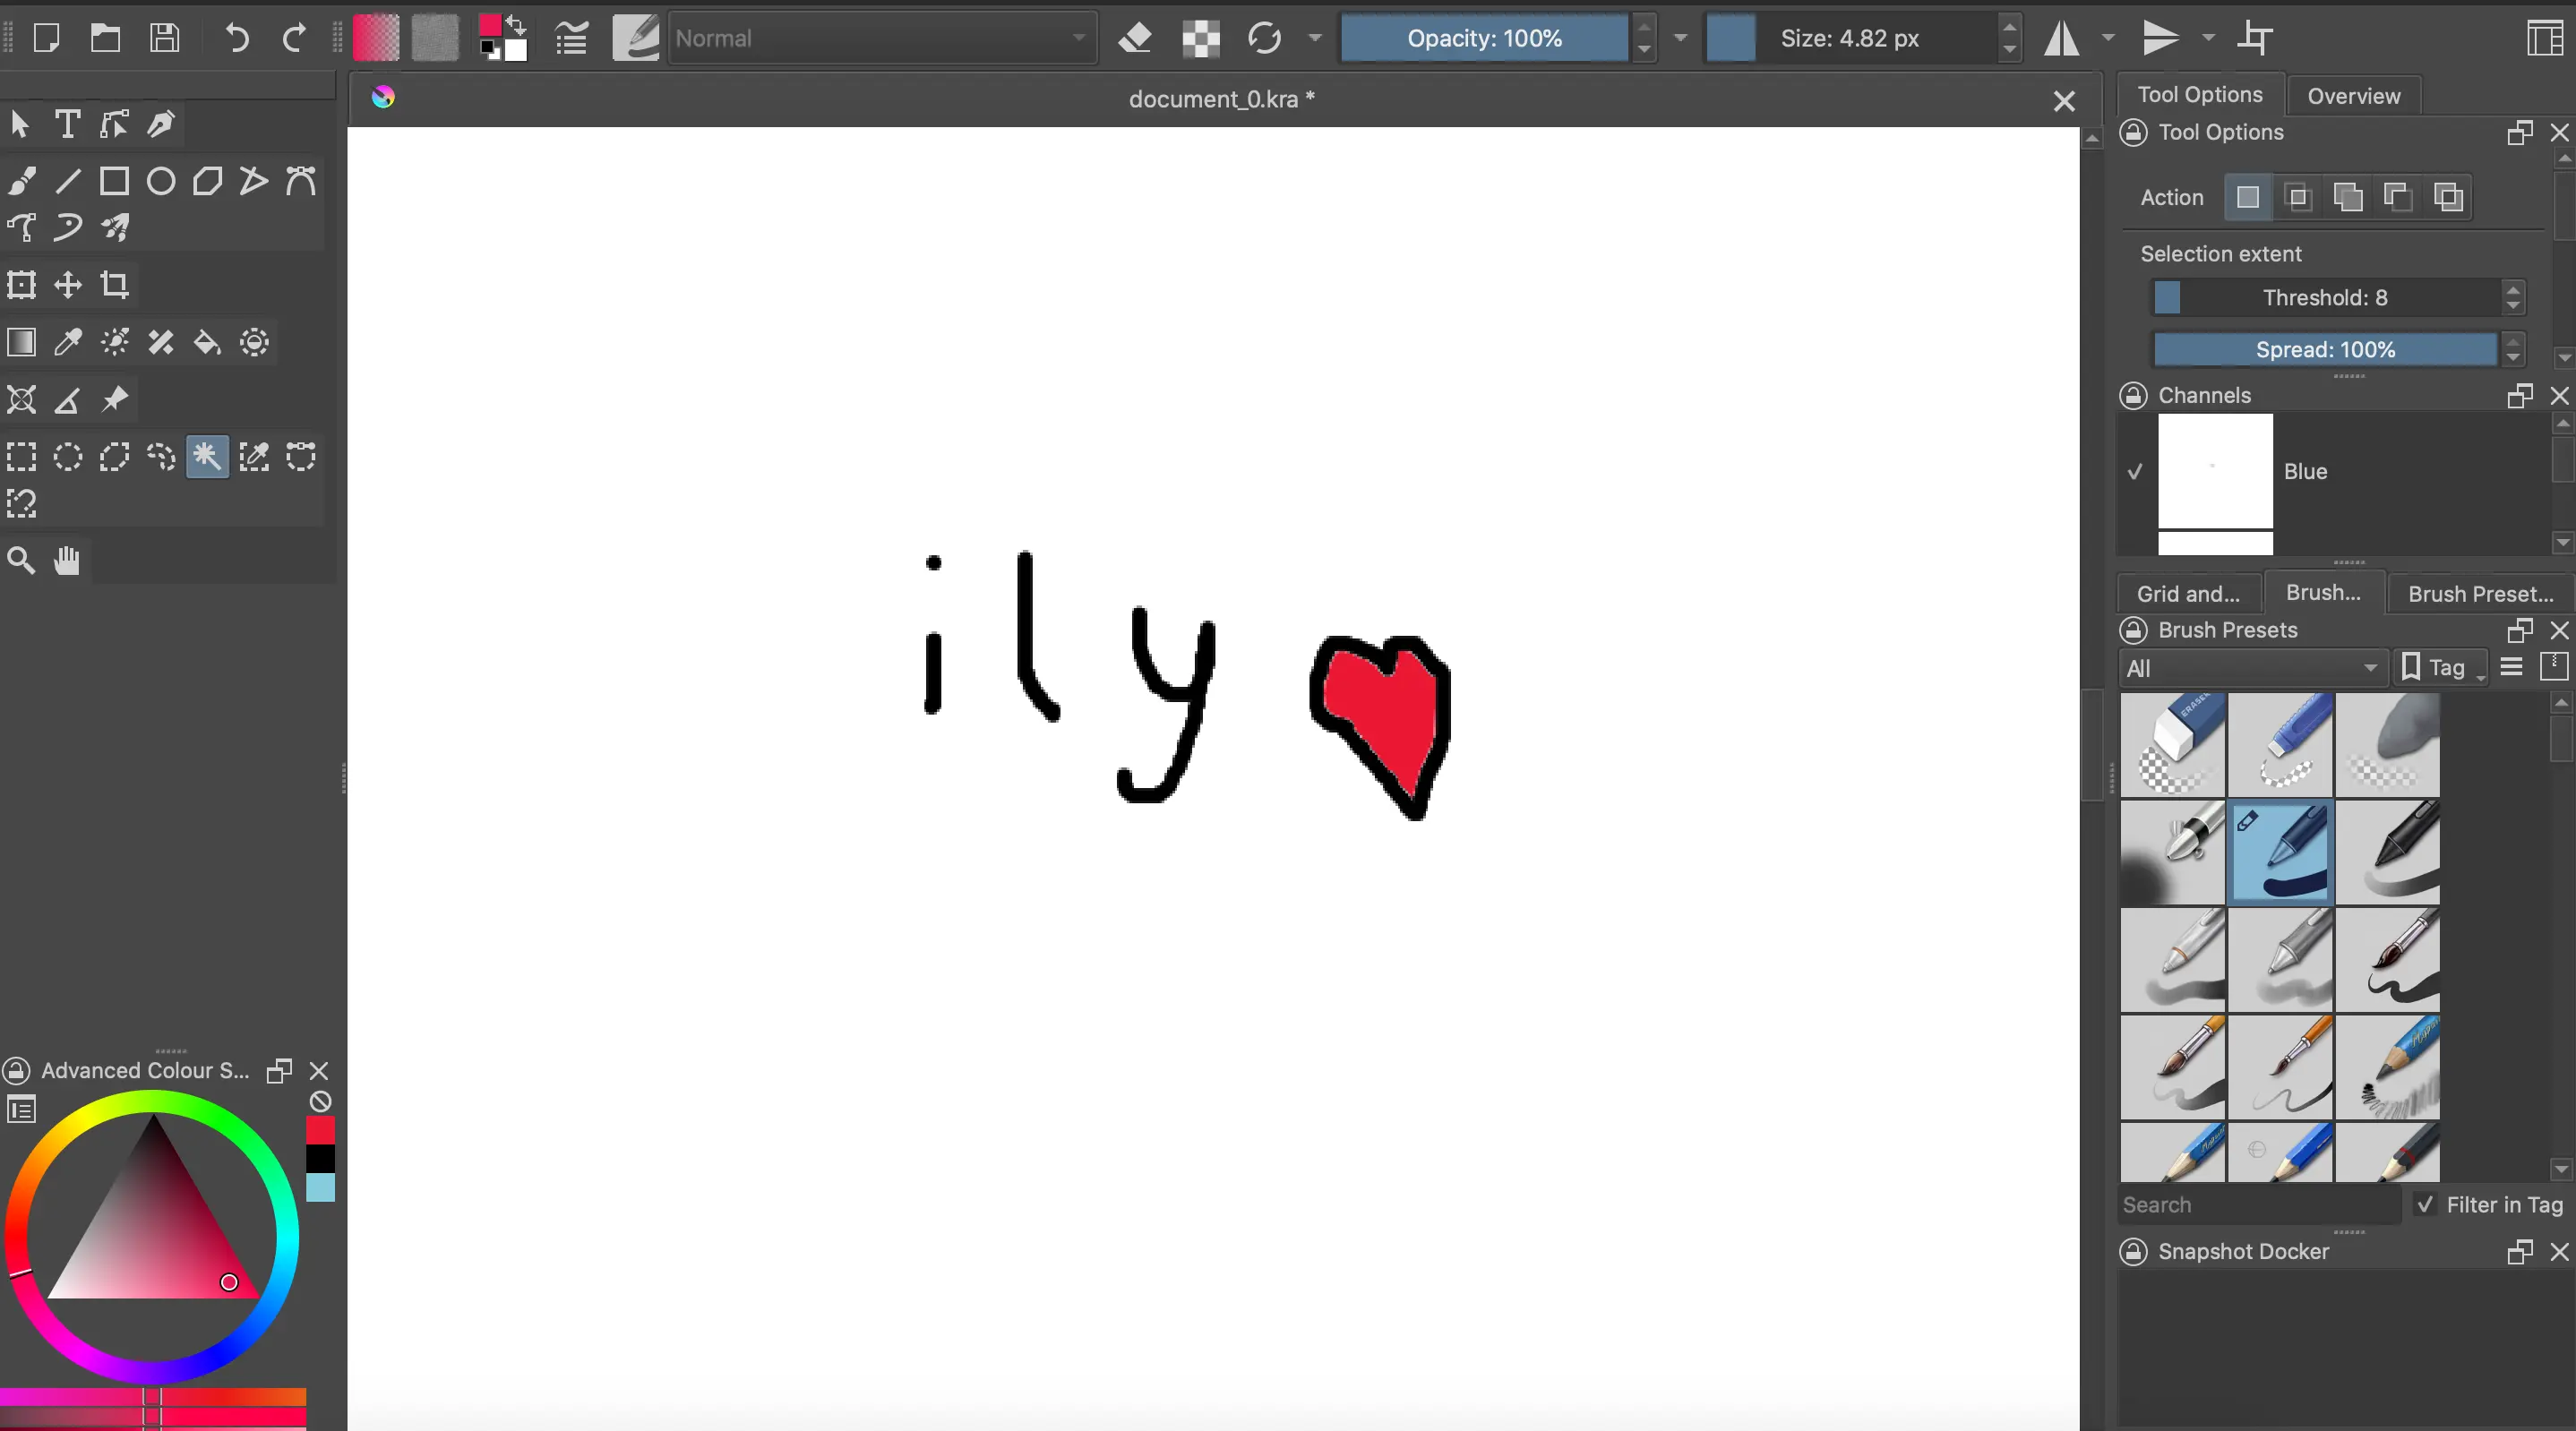 Normal
Opacity: 100%
Size: 4.82 px
document_0.kra *
Tool Options
Overview
Tool Options
Action
Selection extent
Threshold: 8
Spread: 100%
Channels
Blue
Grid and...
Brush...
Brush Preset...
Brush Presets
All
Tag
ERASER
ily
Advanced Colour S...
Search
Filter in Tag
Snapshot Docker